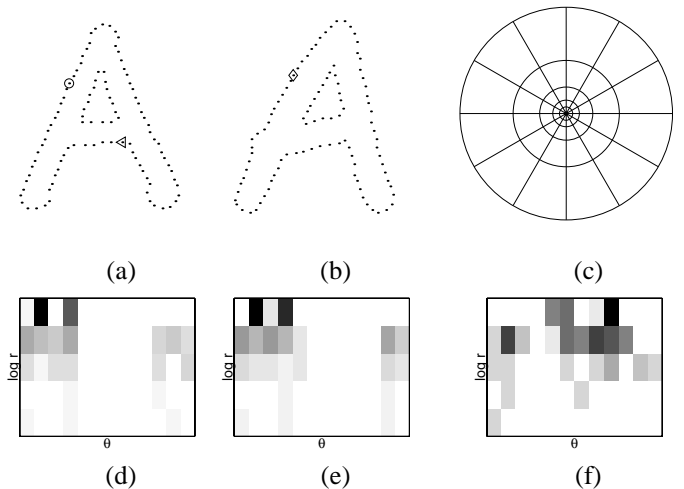 (a) (b) (c)
log r log r log r
θ θ θ
(d) (e) (f)